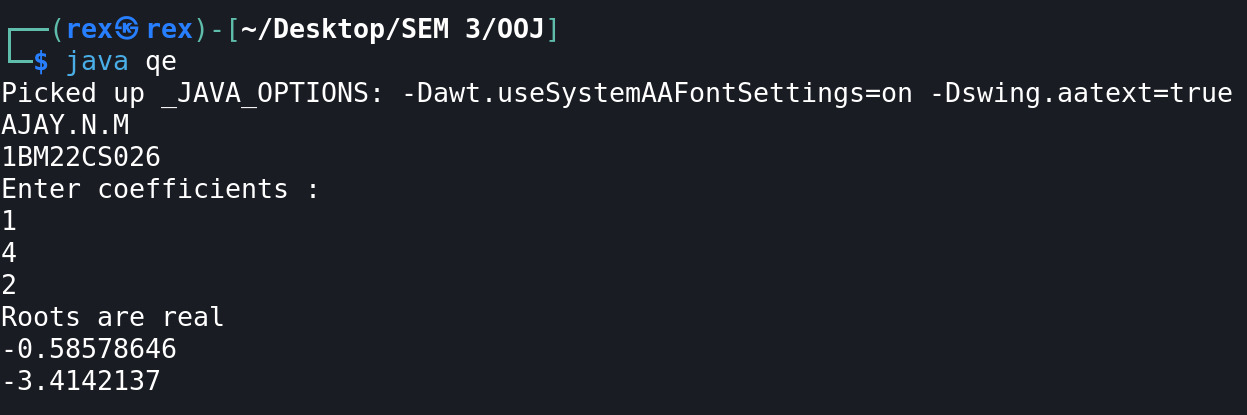 ┌──(rex㉿rex)-[~/Desktop/SEM 3/OOJ]
└─$ java qe
Picked up _JAVA_OPTIONS: -Dawt.useSystemAAFontSettings=on -Dswing.aatext=true
AJAY.N.M
1BM22CS026
Enter coefficients :
1
4
2
Roots are real
-0.58578646
-3.4142137